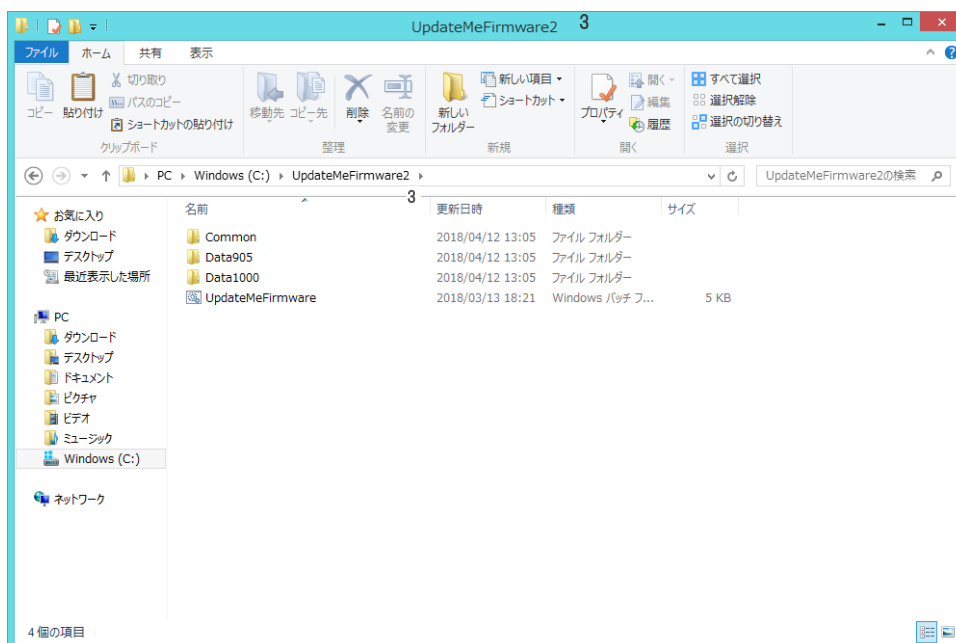 UpdateMeFirmware2 3
ファイル ホーム 共有 表示
コピー 貼り付け 切り取り パスのコピー ショートカットの貼り付け
移動先 コピー先 削除 名前の変更
新しいフォルダー 新しい項目 ショートカット
プロパティ 開く 編集 履歴
すべて選択 選択解除 選択の切り替え
クリップボード 整理 新規 開く 選択
PC Windows (C:) UpdateMeFirmware2 UpdateMeFirmware2の検索
3
名前 更新日時 種類 サイズ
お気に入り
ダウンロード
デスクトップ
最近表示した場所
PC
ダウンロード
デスクトップ
ドキュメント
ピクチャ
ビデオ
ミュージック
Windows (C:)
ネットワーク
Common 2018/04/12 13:05 ファイル フォルダー
Data905 2018/04/12 13:05 ファイル フォルダー
Data1000 2018/04/12 13:05 ファイル フォルダー
UpdateMeFirmware 2018/03/13 18:21 Windows バッチ フ... 5 KB
4 個の項目